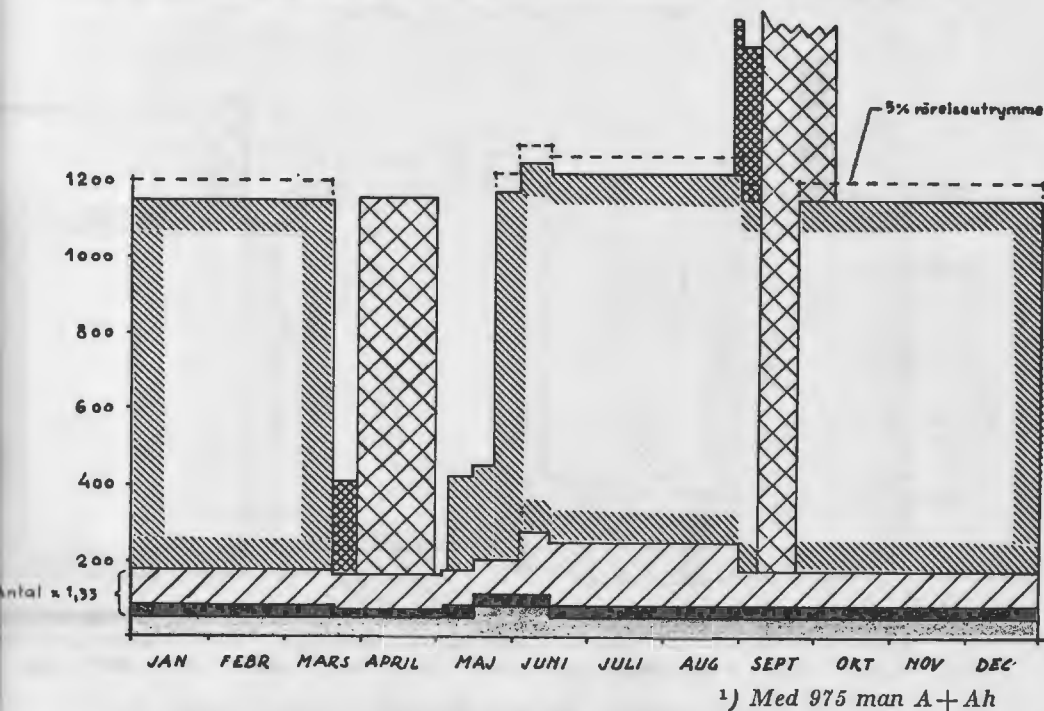 5% rörelseutrymme
1200
1000
800
600
400
200
Antal x 1,33
JAN FEBR MARS APRIL MAJ JUNI JULI AUG SEPT OKT NOV DEC
¹) Med 975 man A+Ah